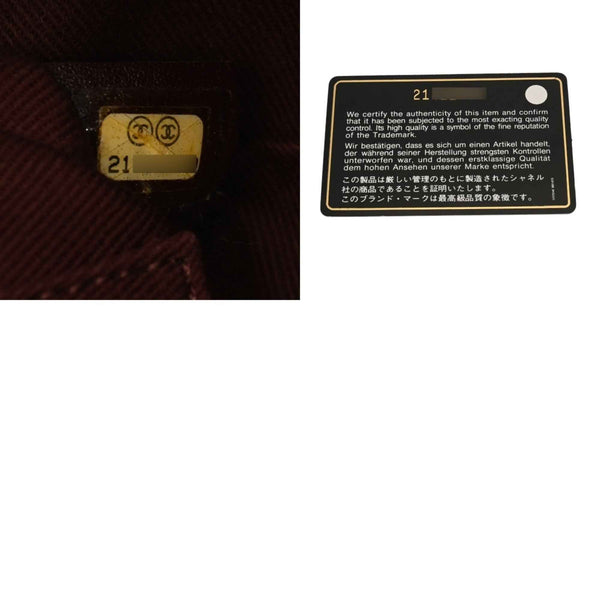 21
21
We certify the authenticity of this item and confirm
that it has been subjected to the most exacting quality
control. Its high quality is a symbol of the fine reputation
of the Trademark.
Wir bestätigen, dass es sich um einen Artikel handelt,
der während seiner Herstellung strengsten Kontrollen
unterworfen war, und dessen erstklassige Qualität
dem hohen Ansehen unserer Marke entspricht.
この製品は厳しい管理のもとに製造されたシャネル
社の商品であることを証明いたします。
このブランド・マークは最高級品質の象徴です。